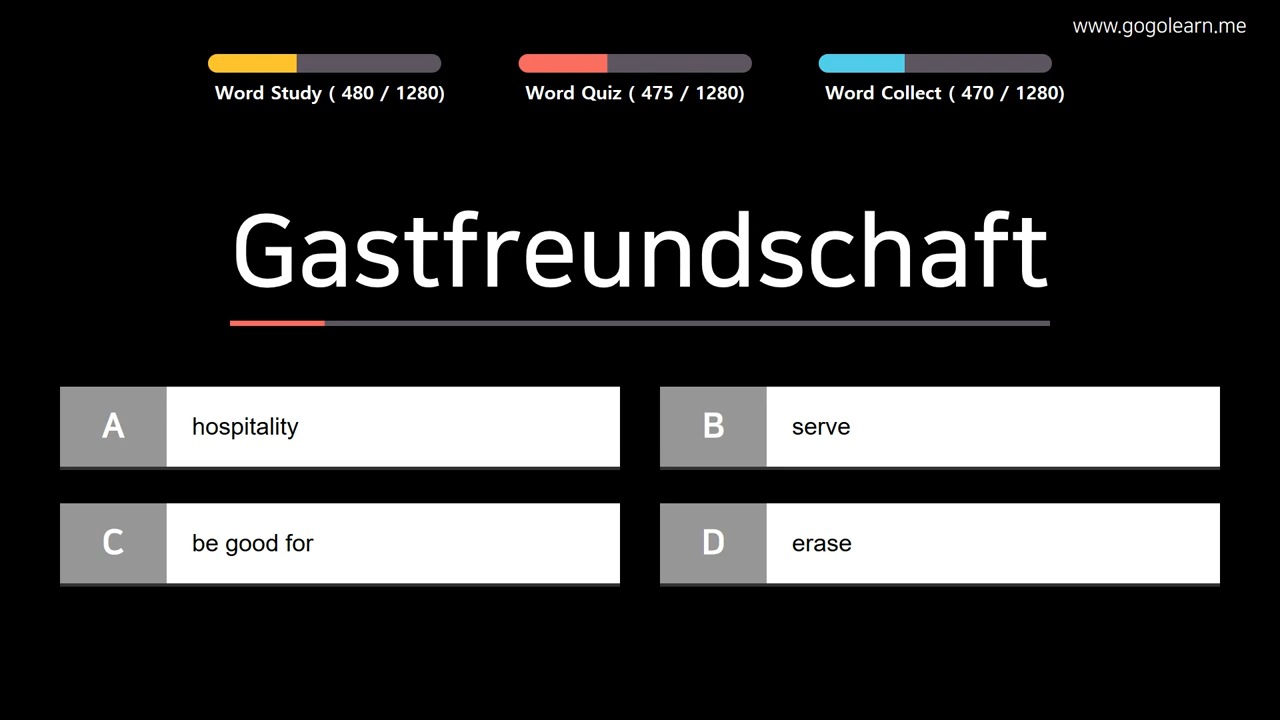 www.gogolearn.me
Word Study ( 480 / 1280)
Word Quiz ( 475 / 1280)
Word Collect ( 470 / 1280)
Gastfreundschaft
A hospitality
B serve
C be good for
D erase